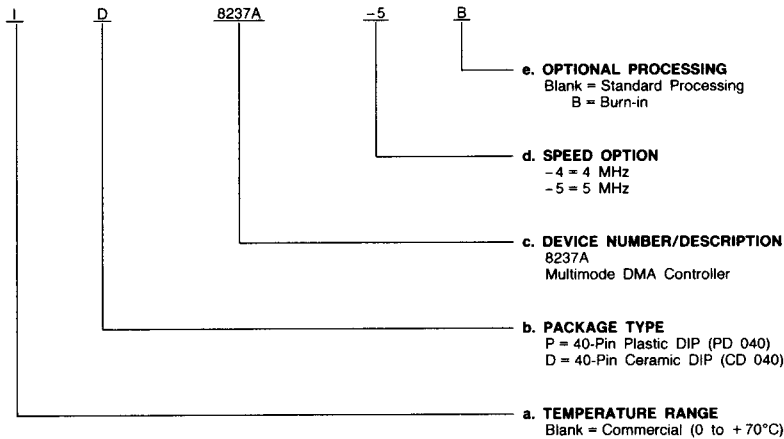 I D 8237A -5 B
e. OPTIONAL PROCESSING
Blank = Standard Processing
B = Burn-in
d. SPEED OPTION
-4 = 4 MHz
-5 = 5 MHz
c. DEVICE NUMBER/DESCRIPTION
8237A
Multimode DMA Controller
b. PACKAGE TYPE
P = 40-Pin Plastic DIP (PD 040)
D = 40-Pin Ceramic DIP (CD 040)
a. TEMPERATURE RANGE
Blank = Commercial (0 to +70°C)